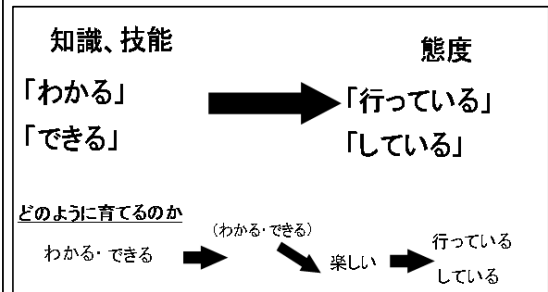 知識、技能
態度
「わかる」
「行っている」
「できる」
「している」
どのように育てるのか
(わかる・できる)
わかる・できる
楽しい
行っている
している